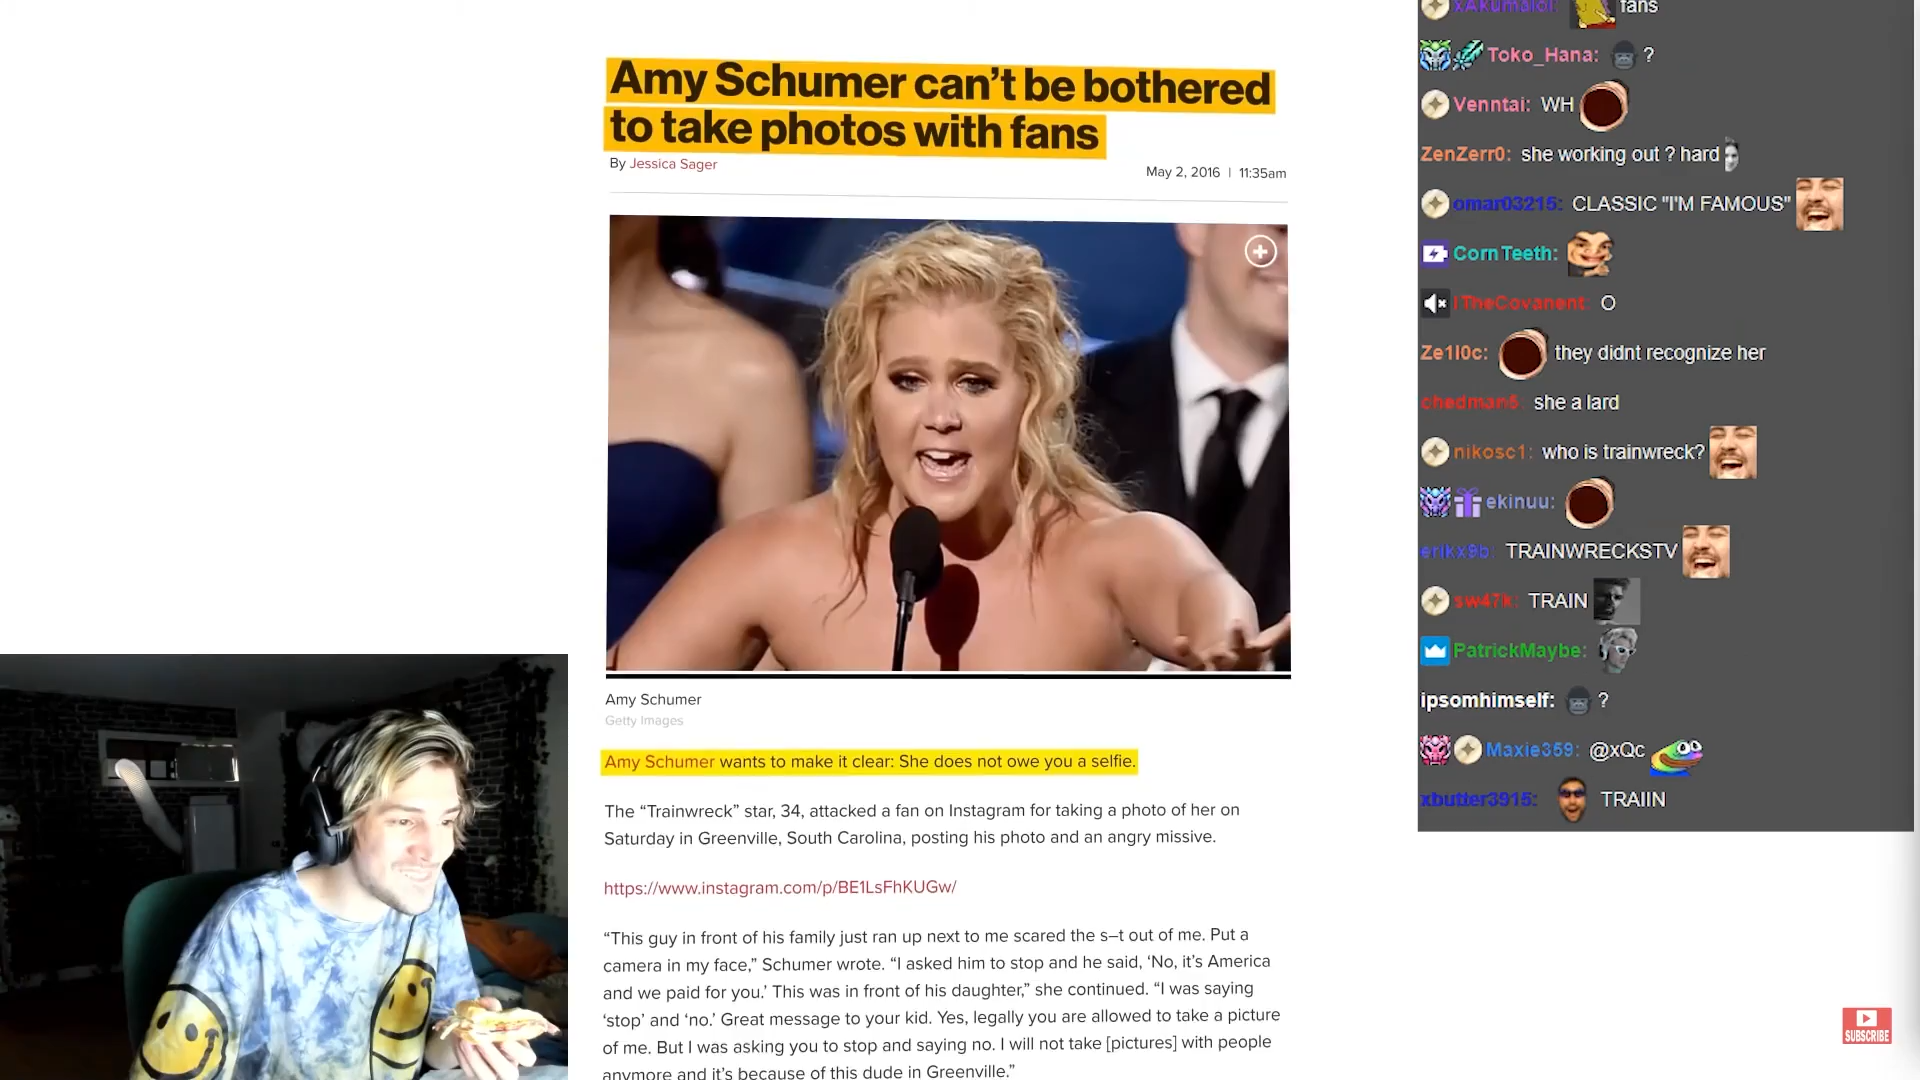 Amy Schumer can't be bothered
to take photos with fans
By Jessica Sager
May 2, 2016 | 11:35am
Amy Schumer
Getty Images
Amy Schumer wants to make it clear: She does not owe you a selfie.
The “Trainwreck” star, 34, attacked a fan on Instagram for taking a photo of her on
Saturday in Greenville, South Carolina, posting his photo and an angry missive.
https://www.instagram.com/p/BE1LsFhKUGw/
“This guy in front of his family just ran up next to me scared the s–t out of me. Put a
camera in my face,” Schumer wrote. “I asked him to stop and he said, ‘No, it’s America
and we paid for you.’ This was in front of his daughter,” she continued. “I was saying
‘stop’ and ‘no.’ Great message to your kid. Yes, legally you are allowed to take a picture
of me. But I was asking you to stop and saying no. I will not take [pictures] with people
anymore and it’s because of this dude in Greenville.”
xAkumalol: fans
Toko_Hana: ?
Venntai: WH
ZenZerr0: she working out ? hard
omar03215: CLASSIC "I'M FAMOUS"
CornTeeth:
ITheCovanent: O
Ze1l0c: they didnt recognize her
chedman5: she a lard
nikosc1: who is trainwreck?
ekinuu:
erikx9b: TRAINWRECKSTV
sw47k: TRAIN
PatrickMaybe:
ipsomhimself: ?
Maxie359: @xQc
xbutter3915: TRAIIN
SUBSCRIBE